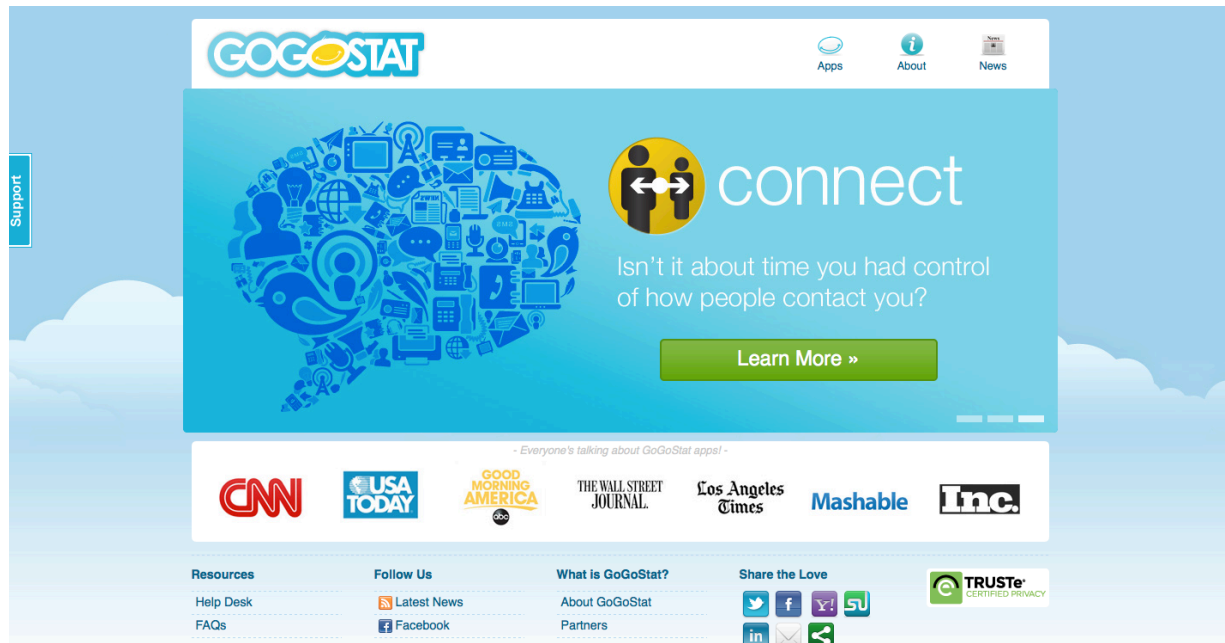 GOGOSTAT
Apps
About
News
Support
connect
Isn't it about time you had control
of how people contact you?
Learn More »
- Everyone's talking about GoGoStat apps! -
CNN
USA
TODAY
GOOD
MORNING
AMERICA
abc
THE WALL STREET
JOURNAL.
Los Angeles
Times
Mashable
Inc.
Resources
Help Desk
FAQs
Follow Us
Latest News
Facebook
What is GoGoStat?
About GoGoStat
Partners
Share the Love
TRUSTe
CERTIFIED PRIVACY